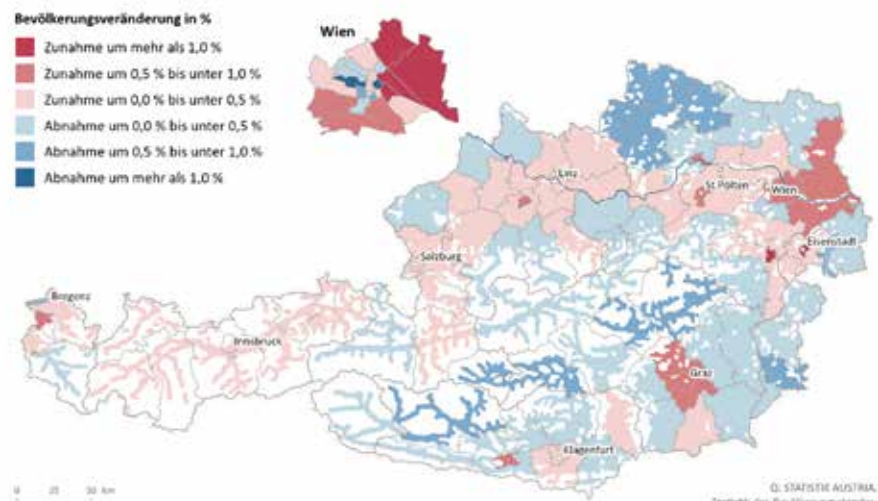 Bevölkerungsveränderung in %
Zunahme um mehr als 1,0 %
Zunahme um 0,5 % bis unter 1,0 %
Zunahme um 0,0 % bis unter 0,5 %
Abnahme um 0,0 % bis unter 0,5 %
Abnahme um 0,5 % bis unter 1,0 %
Abnahme um mehr als 1,0 %
Wien
Linz
St.Pölten
Wien
Eisenstadt
Salzburg
Bregenz
Innsbruck
Graz
Klagenfurt
0 25 50 km
Q: STATISTIK AUSTRIA,